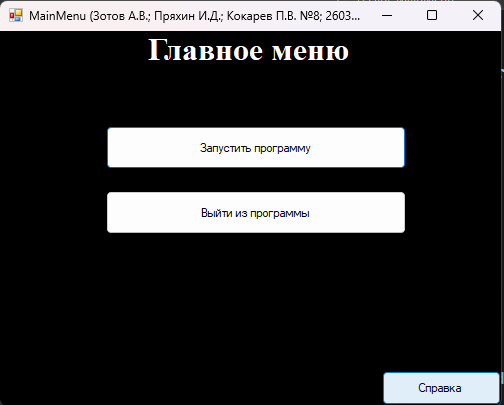 MainMenu (Зотов А.В.; Пряхин И.Д.; Кокарев П.В. №8; 2603...
Главное меню
Запустить программу
Выйти из программы
Справка